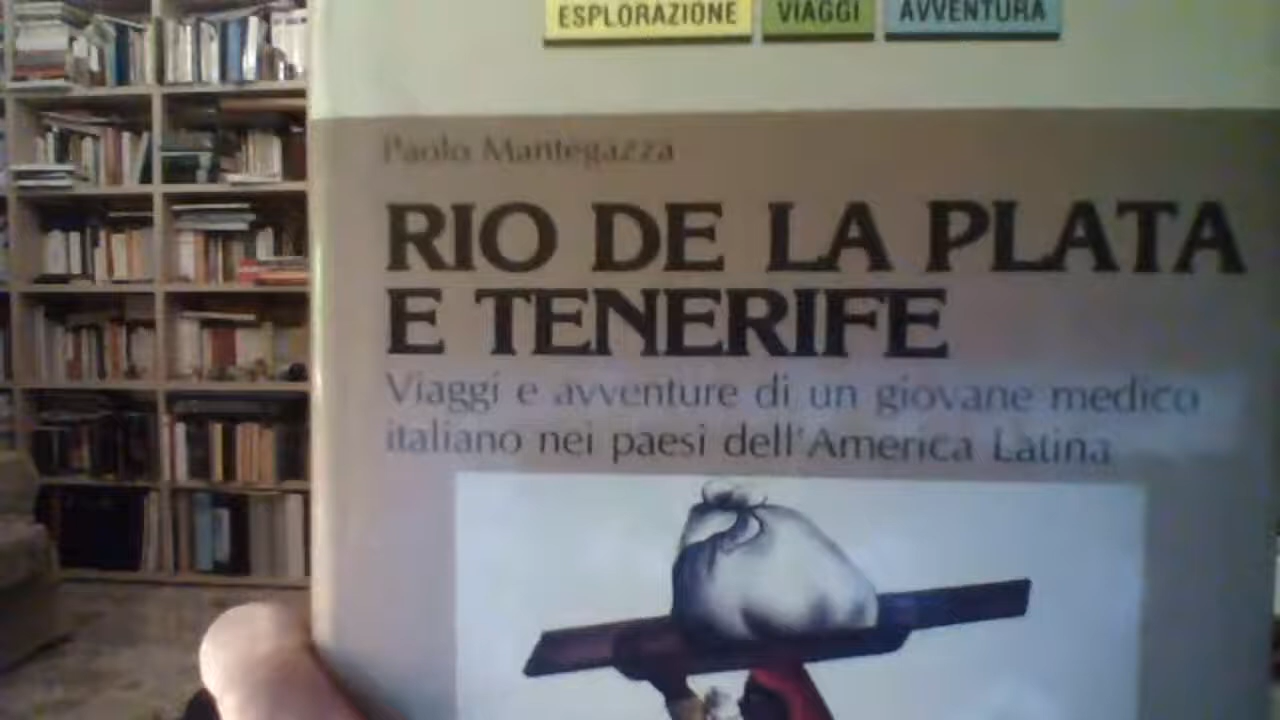 ESPLORAZIONE VIAGGI AVVENTURA
Paolo Mantegazza
RIO DE LA PLATA
E TENERIFE
Viaggi e avventure di un giovane medico
italiano nei paesi dell'America Latina